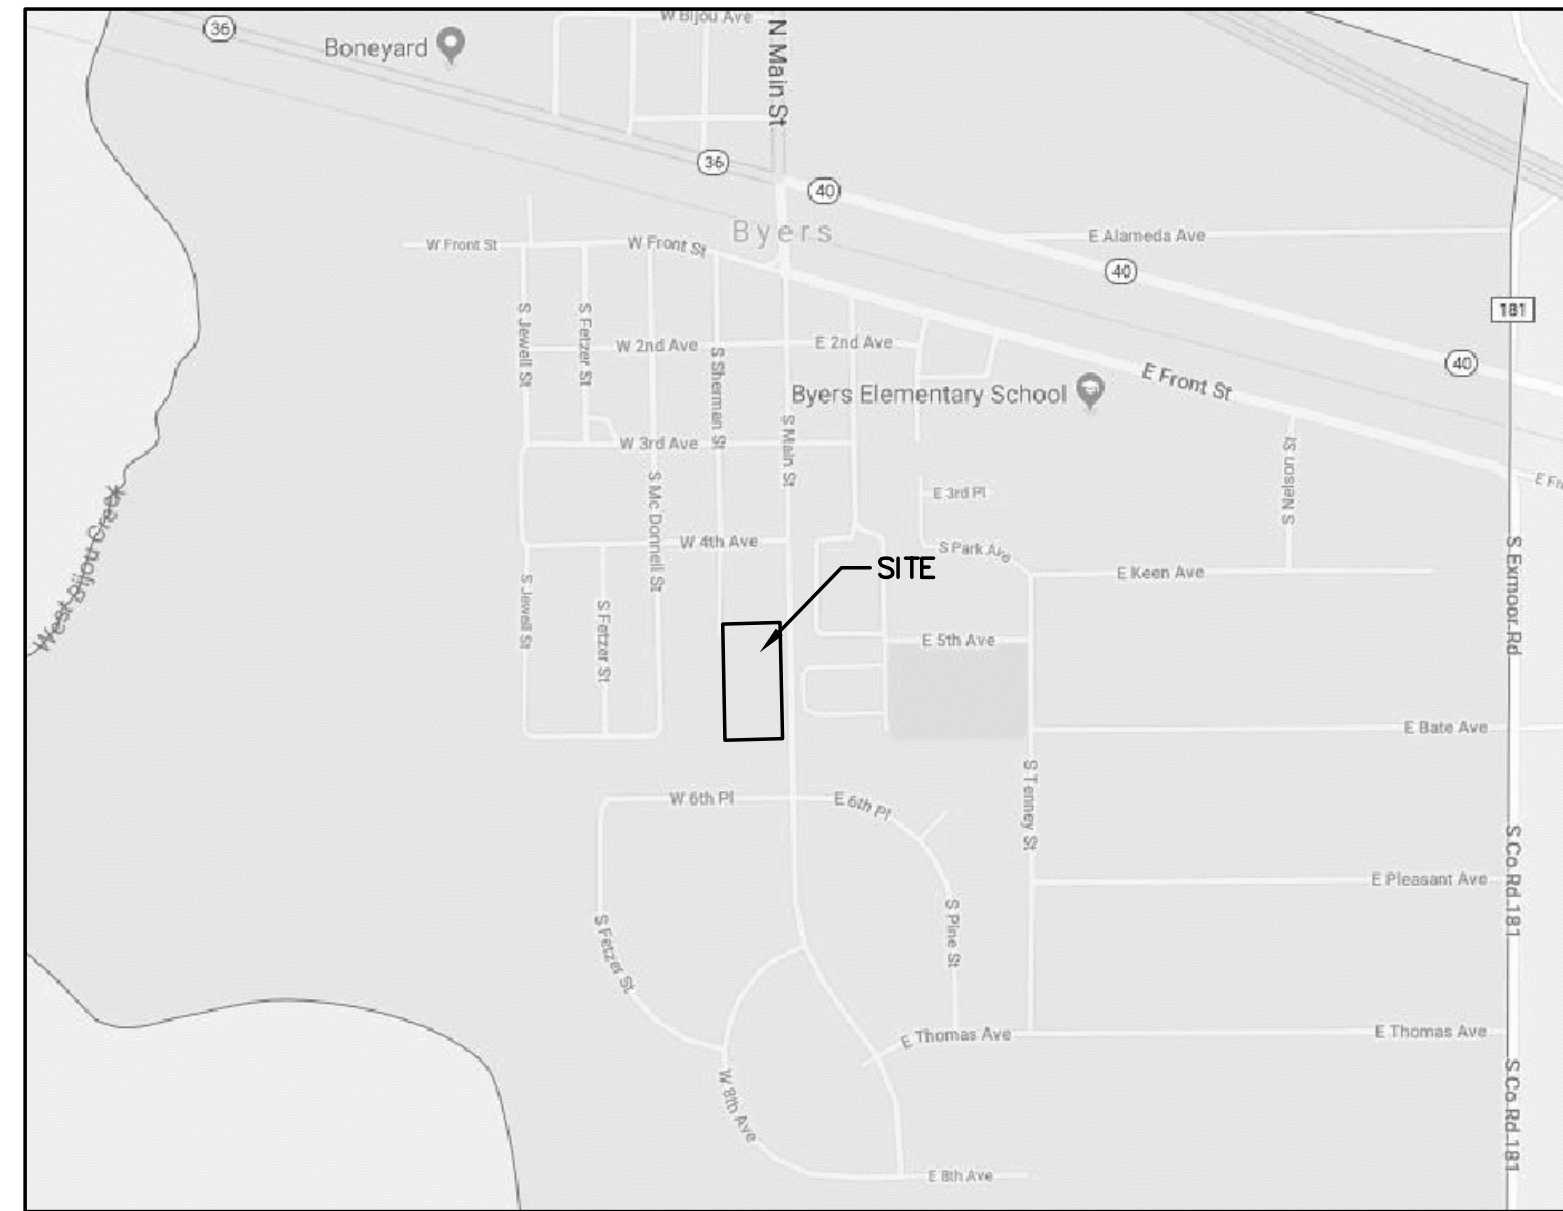 W Bijou Ave
36
Boneyard
N Main St
36
40
Byers
E Alameda Ave
W Front St
W Front St
40
181
S Jewell St
S Fetzer St
W 2nd Ave
S Sherman St
E 2nd Ave
40
E Front St
Byers Elementary School
W 3rd Ave
S Main St
S Nelson St
S Mc Donnell St
E 3rd Pl
E Fr
West Bijou Creek
W 4th Ave
S Park
E Keen Ave
SITE
S Exmoor Rd
S Jewell St
S Fetzer St
E 5th Ave
E Bate Ave
S Tenney St
W 6th Pl
E 6th Pl
S Co Rd 181
E Pleasant Ave
S Fetzer St
S Pine St
E Thomas Ave
E Thomas Ave
W 8th Ave
S Co Rd 181
E 8th Ave